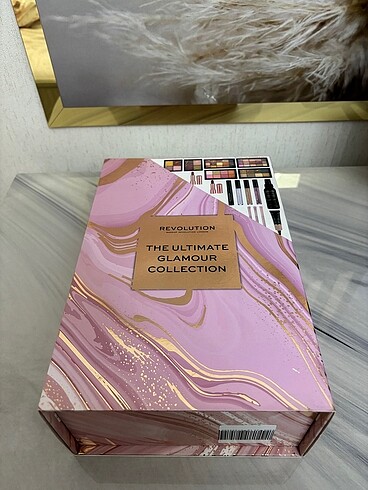 REVOLUTION
THE ULTIMATE
GLAMOUR
COLLECTION